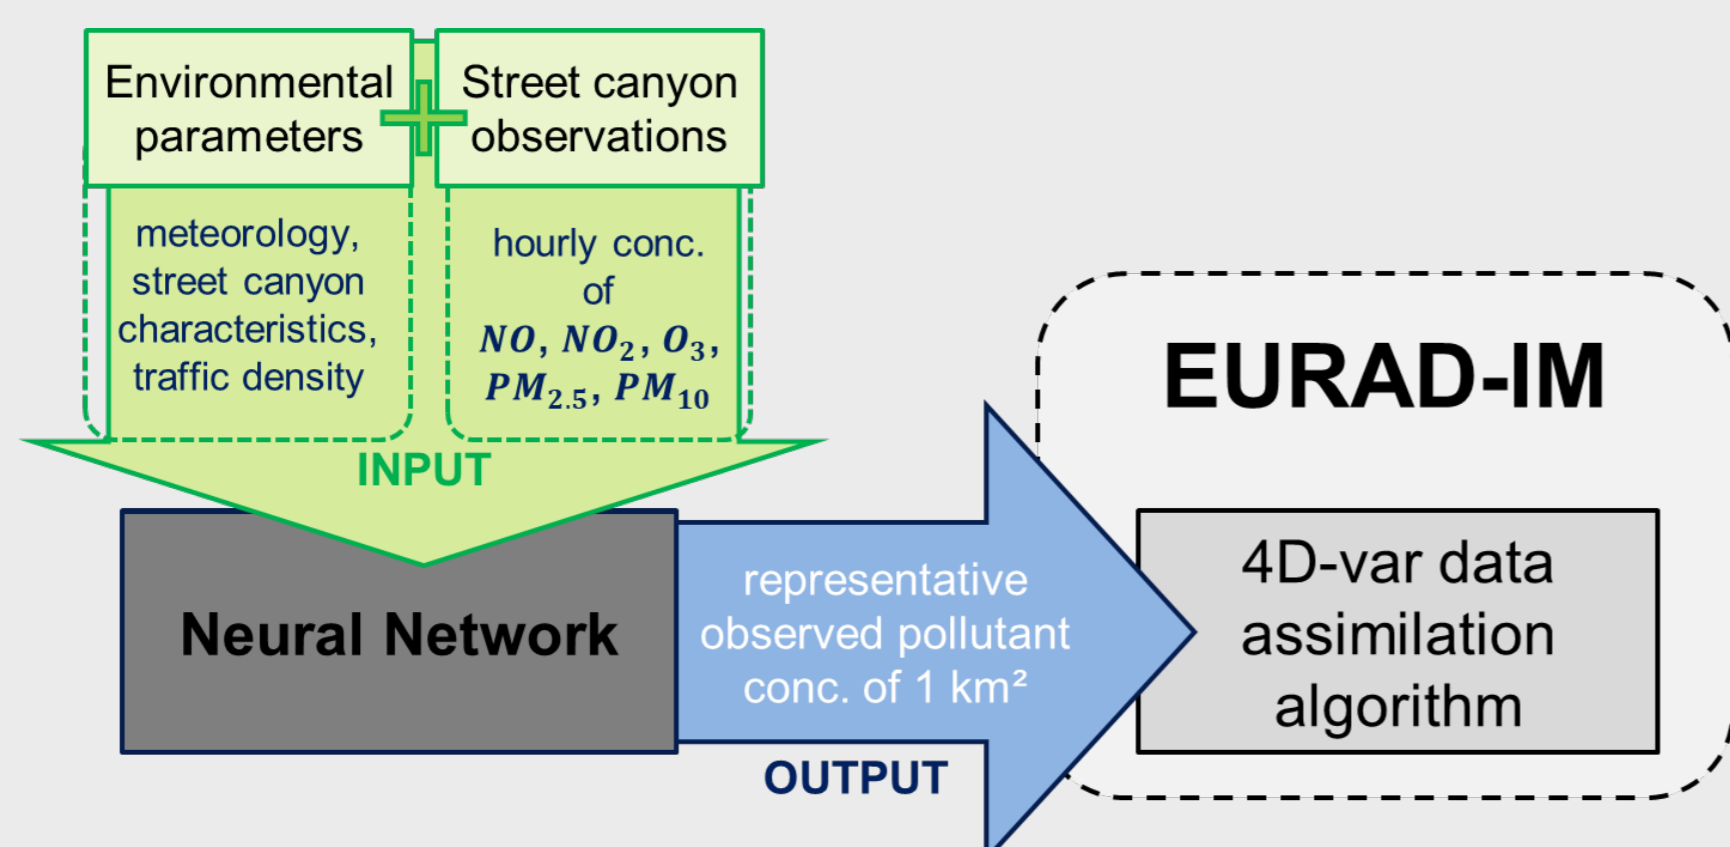 Environmental
parameters
Street canyon
observations
meteorology,
street canyon
characteristics,
traffic density
hourly conc.
of
NO, NO₂, O₃,
PM₂.₅, PM₁₀
INPUT
Neural Network
representative
observed pollutant
conc. of 1 km²
OUTPUT
EURAD-IM
4D-var data
assimilation
algorithm